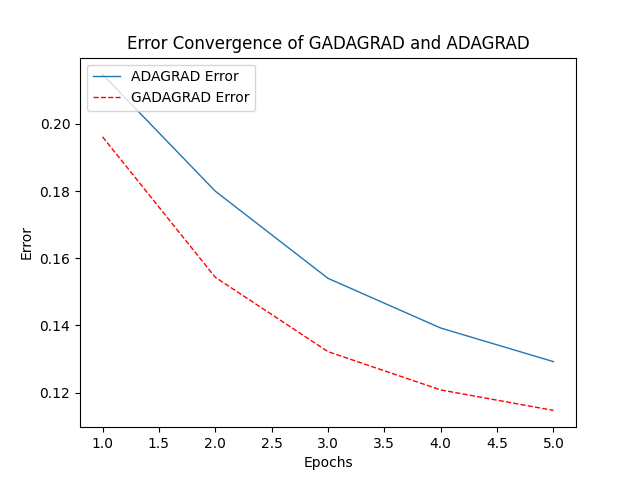 Error Convergence of GADAGRAD and ADAGRAD
ADAGRAD Error
GADAGRAD Error
0.20
0.18
0.16
0.14
0.12
Error
1.0 1.5 2.0 2.5 3.0 3.5 4.0 4.5 5.0
Epochs